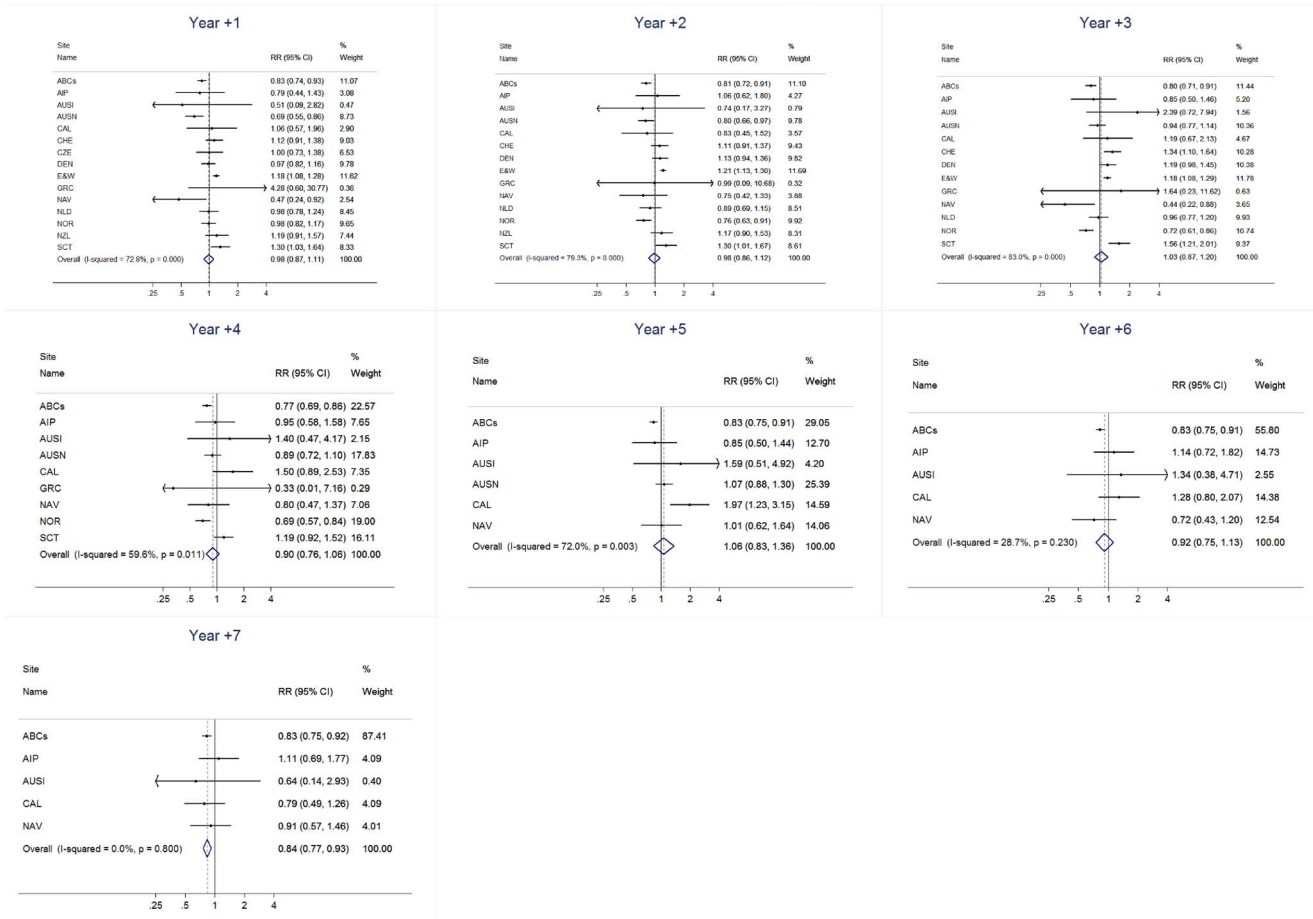 Year +1
Site %
Name RR (95% CI) Weight
ABCs 0.83 (0.74, 0.93) 11.07
AIP 0.79 (0.44, 1.43) 3.08
AUSI 0.51 (0.09, 2.82) 0.47
AUSN 0.69 (0.55, 0.86) 8.73
CAL 1.06 (0.57, 1.96) 2.90
CHE 1.12 (0.91, 1.38) 9.03
CZE 1.00 (0.73, 1.38) 6.53
DEN 0.97 (0.82, 1.16) 9.78
E&W 1.18 (1.08, 1.28) 11.62
GRC 4.28 (0.60, 30.77) 0.36
NAV 0.47 (0.24, 0.92) 2.54
NLD 0.98 (0.78, 1.24) 8.45
NOR 0.98 (0.82, 1.17) 9.65
NZL 1.19 (0.91, 1.57) 7.44
SCT 1.30 (1.03, 1.64) 8.33
Overall (I-squared = 72.8%, p = 0.000) 0.98 (0.87, 1.11) 100.00
.25 .5 1 2 4
Year +2
Site %
Name RR (95% CI) Weight
ABCs 0.81 (0.72, 0.91) 11.10
AIP 1.06 (0.62, 1.80) 4.27
AUSI 0.74 (0.17, 3.27) 0.79
AUSN 0.80 (0.66, 0.97) 9.78
CAL 0.83 (0.45, 1.52) 3.57
CHE 1.11 (0.91, 1.37) 9.43
DEN 1.13 (0.94, 1.36) 9.82
E&W 1.21 (1.13, 1.30) 11.69
GRC 0.99 (0.09, 10.68) 0.32
NAV 0.75 (0.42, 1.33) 3.88
NLD 0.89 (0.69, 1.15) 8.51
NOR 0.76 (0.63, 0.91) 9.92
NZL 1.17 (0.90, 1.53) 8.31
SCT 1.30 (1.01, 1.67) 8.61
Overall (I-squared = 79.3%, p = 0.000) 0.98 (0.86, 1.12) 100.00
.25 .5 1 2 4
Year +3
Site %
Name RR (95% CI) Weight
ABCs 0.80 (0.71, 0.91) 11.44
AIP 0.85 (0.50, 1.46) 5.20
AUSI 2.39 (0.72, 7.94) 1.56
AUSN 0.94 (0.77, 1.14) 10.36
CAL 1.19 (0.67, 2.13) 4.67
CHE 1.34 (1.10, 1.64) 10.28
DEN 1.19 (0.98, 1.45) 10.38
E&W 1.18 (1.08, 1.29) 11.78
GRC 1.64 (0.23, 11.62) 0.63
NAV 0.44 (0.22, 0.88) 3.65
NLD 0.96 (0.77, 1.20) 9.93
NOR 0.72 (0.61, 0.86) 10.74
SCT 1.56 (1.21, 2.01) 9.37
Overall (I-squared = 83.0%, p = 0.000) 1.03 (0.87, 1.20) 100.00
.25 .5 1 2 4
Year +4
Site %
Name RR (95% CI) Weight
ABCs 0.77 (0.69, 0.86) 22.57
AIP 0.95 (0.58, 1.58) 7.65
AUSI 1.40 (0.47, 4.17) 2.15
AUSN 0.89 (0.72, 1.10) 17.83
CAL 1.50 (0.89, 2.53) 7.35
GRC 0.33 (0.01, 7.16) 0.29
NAV 0.80 (0.47, 1.37) 7.06
NOR 0.69 (0.57, 0.84) 19.00
SCT 1.19 (0.92, 1.52) 16.11
Overall (I-squared = 59.6%, p = 0.011) 0.90 (0.76, 1.06) 100.00
.25 .5 1 2 4
Year +5
Site %
Name RR (95% CI) Weight
ABCs 0.83 (0.75, 0.91) 29.05
AIP 0.85 (0.50, 1.44) 12.70
AUSI 1.59 (0.51, 4.92) 4.20
AUSN 1.07 (0.88, 1.30) 25.39
CAL 1.97 (1.23, 3.15) 14.59
NAV 1.01 (0.62, 1.64) 14.06
Overall (I-squared = 72.0%, p = 0.003) 1.06 (0.83, 1.36) 100.00
.25 .5 1 2 4
Year +6
Site %
Name RR (95% CI) Weight
ABCs 0.83 (0.75, 0.91) 55.80
AIP 1.14 (0.72, 1.82) 14.73
AUSI 1.34 (0.38, 4.71) 2.55
CAL 1.28 (0.80, 2.07) 14.38
NAV 0.72 (0.43, 1.20) 12.54
Overall (I-squared = 28.7%, p = 0.230) 0.92 (0.75, 1.13) 100.00
.25 .5 1 2 4
Year +7
Site %
Name RR (95% CI) Weight
ABCs 0.83 (0.75, 0.92) 87.41
AIP 1.11 (0.69, 1.77) 4.09
AUSI 0.64 (0.14, 2.93) 0.40
CAL 0.79 (0.49, 1.26) 4.09
NAV 0.91 (0.57, 1.46) 4.01
Overall (I-squared = 0.0%, p = 0.800) 0.84 (0.77, 0.93) 100.00
.25 .5 1 2 4